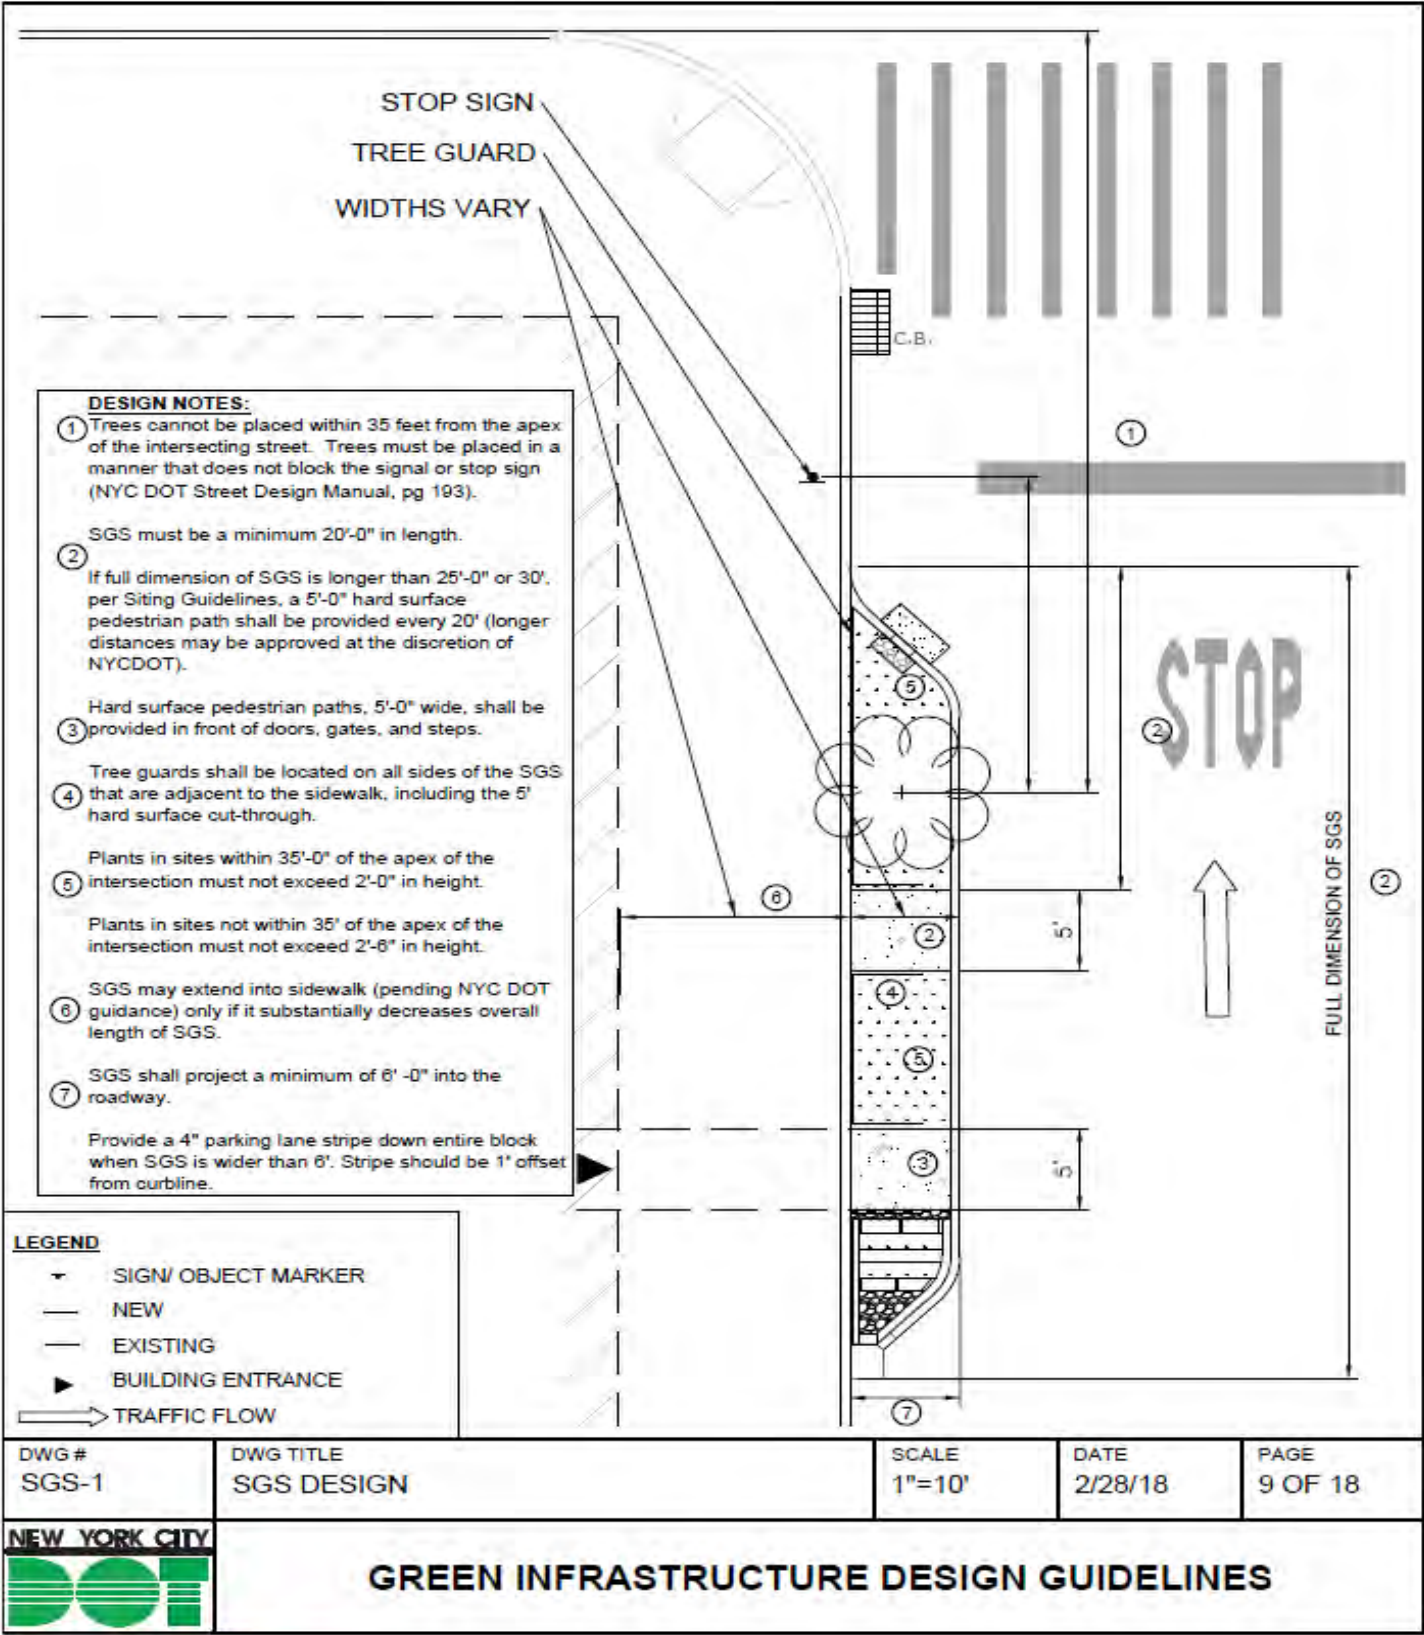 STOP SIGN
TREE GUARD
WIDTHS VARY
C.B.
DESIGN NOTES:
1 Trees cannot be placed within 35 feet from the apex
of the intersecting street. Trees must be placed in a
manner that does not block the signal or stop sign
(NYC DOT Street Design Manual, pg 193).
SGS must be a minimum 20'-0" in length.
2
If full dimension of SGS is longer than 25'-0" or 30',
per Siting Guidelines, a 5'-0" hard surface
pedestrian path shall be provided every 20' (longer
distances may be approved at the discretion of
NYCDOT).
Hard surface pedestrian paths, 5'-0" wide, shall be
3 provided in front of doors, gates, and steps.
Tree guards shall be located on all sides of the SGS
4 that are adjacent to the sidewalk, including the 5'
hard surface cut-through.
Plants in sites within 35'-0" of the apex of the
5 intersection must not exceed 2'-0" in height.
Plants in sites not within 35' of the apex of the
intersection must not exceed 2'-6" in height.
SGS may extend into sidewalk (pending NYC DOT
6 guidance) only if it substantially decreases overall
length of SGS.
SGS shall project a minimum of 6' -0" into the
7 roadway.
Provide a 4" parking lane stripe down entire block
when SGS is wider than 6'. Stripe should be 1' offset
from curbline.
1
5
2
STOP
6
2
5'
4
5
3
5'
7
FULL DIMENSION OF SGS
2
LEGEND
SIGN/ OBJECT MARKER
NEW
EXISTING
BUILDING ENTRANCE
TRAFFIC FLOW
DWG #
SGS-1
DWG TITLE
SGS DESIGN
SCALE
1"=10'
DATE
2/28/18
PAGE
9 OF 18
NEW YORK CITY
DOT
GREEN INFRASTRUCTURE DESIGN GUIDELINES